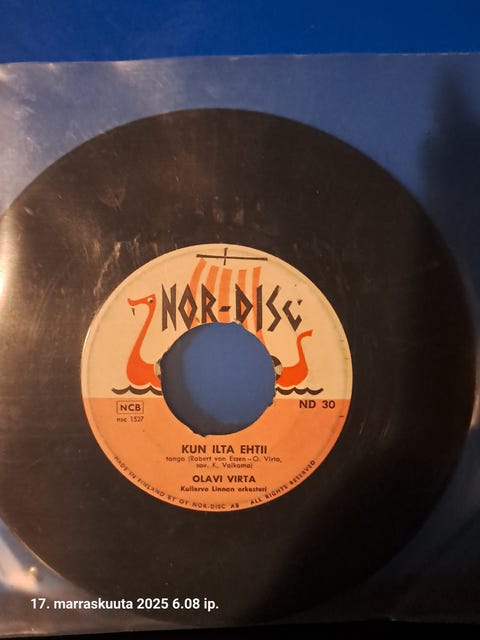 NOR-DISC
NCB
ND 30
nsc 1527
KUN ILTA EHTII
tango (Robert von Essen - O. Virta,
sov. K. Valkama)
OLAVI VIRTA
Kullervo Linnan orkesteri
MADE IN FINLAND BY OY NOR-DISC AB ALL RIGHTS RESERVED
17. marraskuuta 2025 6.08 ip.